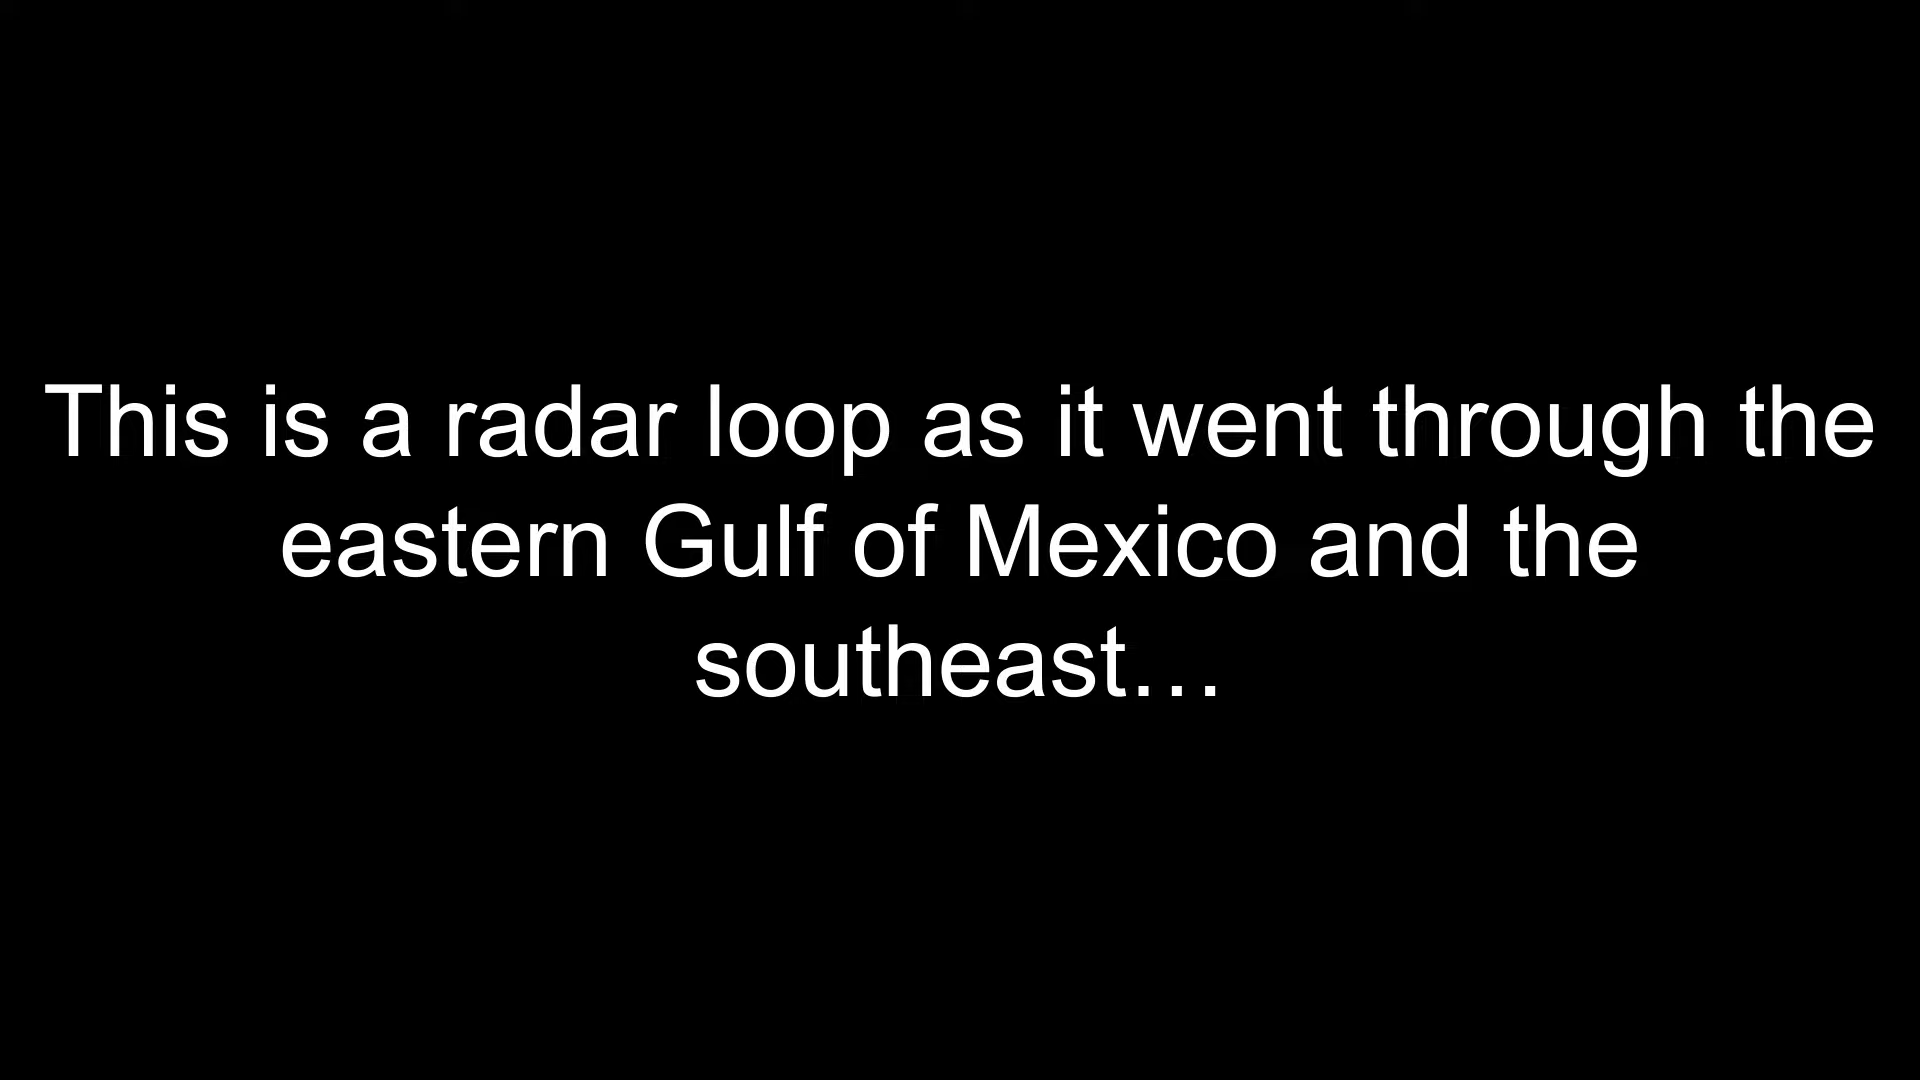 This is a radar loop as it went through the
eastern Gulf of Mexico and the
southeast…